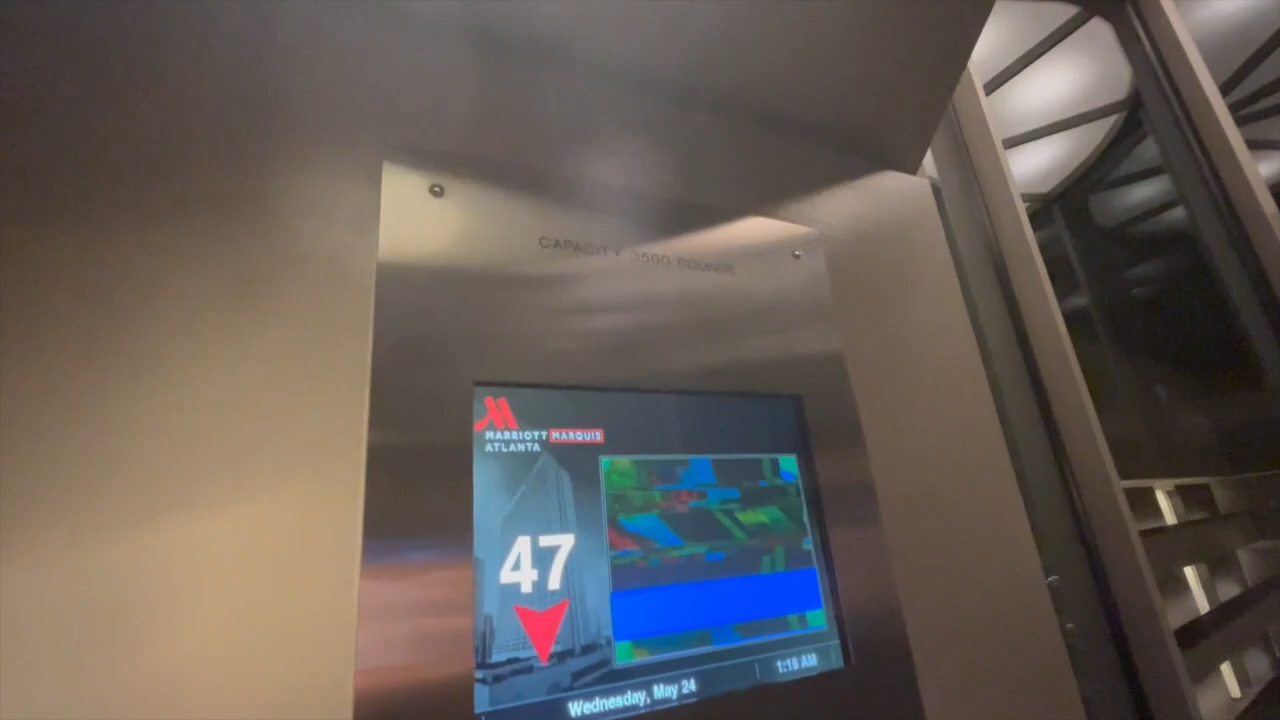 CAPACITY 3500 POUNDS
MARRIOTT MARQUIS
ATLANTA
47
1:16 AM
Wednesday, May 24